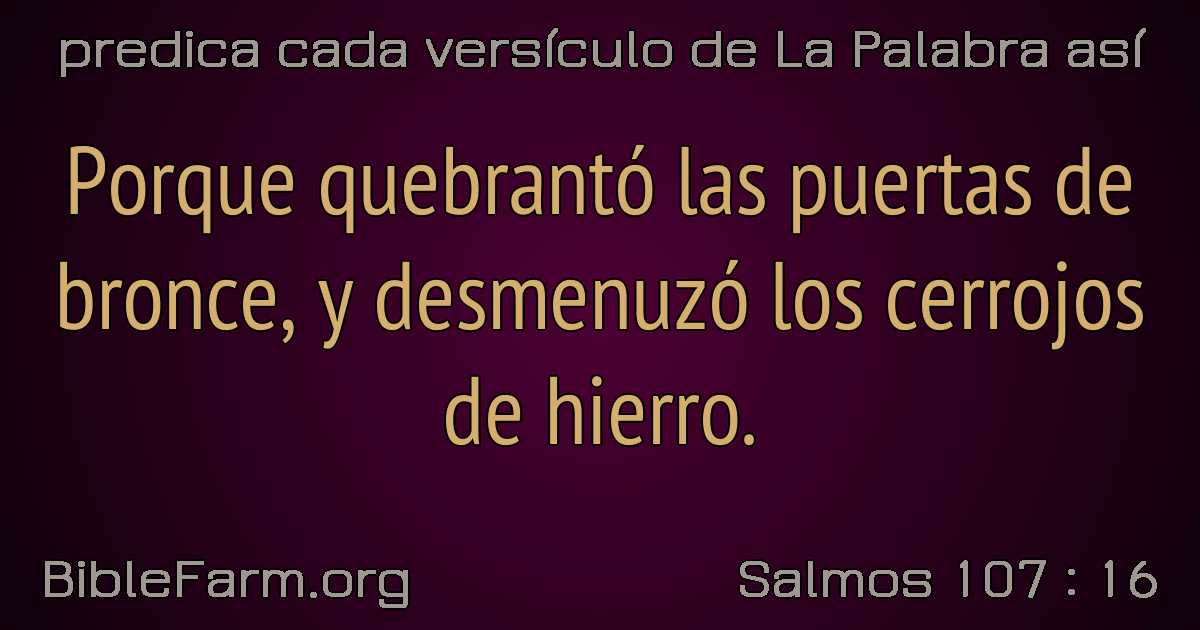 predica cada versículo de La Palabra así
Porque quebrantó las puertas de
bronce, y desmenuzó los cerrojos
de hierro.
BibleFarm.org
Salmos 107 : 16